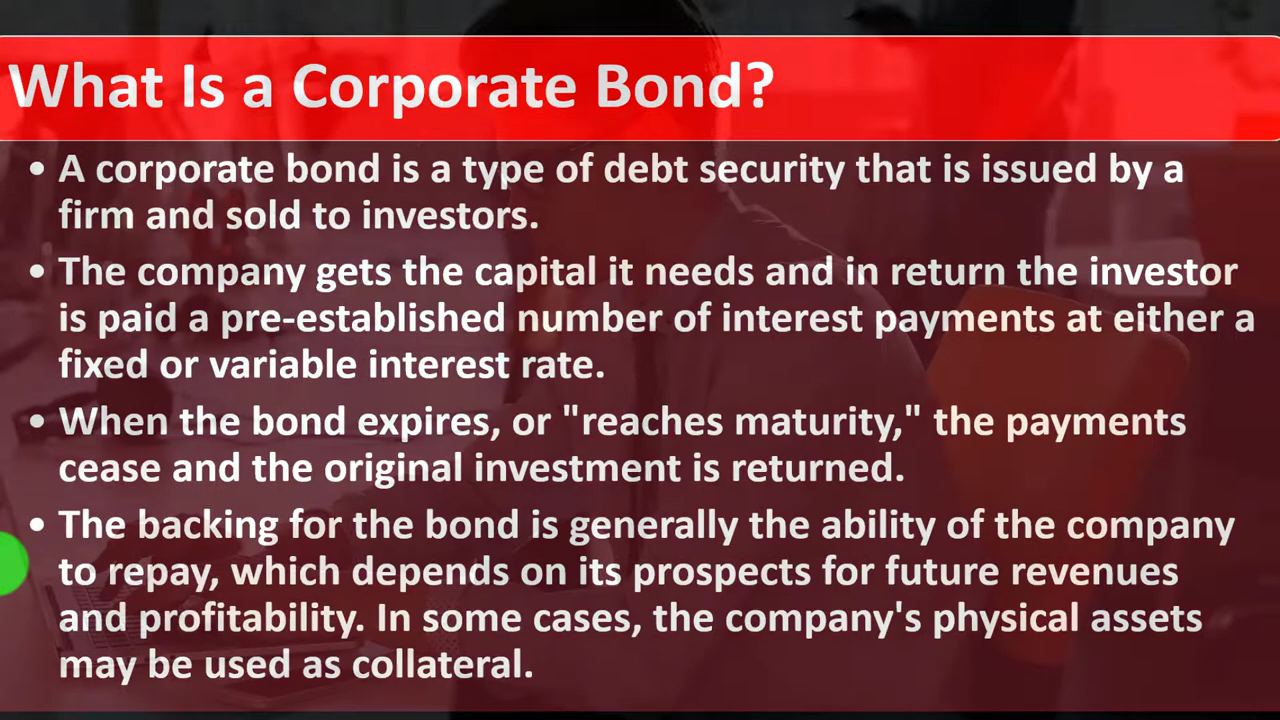 What Is a Corporate Bond?
• A corporate bond is a type of debt security that is issued by a
firm and sold to investors.
• The company gets the capital it needs and in return the investor
is paid a pre-established number of interest payments at either a
fixed or variable interest rate.
• When the bond expires, or "reaches maturity," the payments
cease and the original investment is returned.
• The backing for the bond is generally the ability of the company
to repay, which depends on its prospects for future revenues
and profitability. In some cases, the company's physical assets
may be used as collateral.